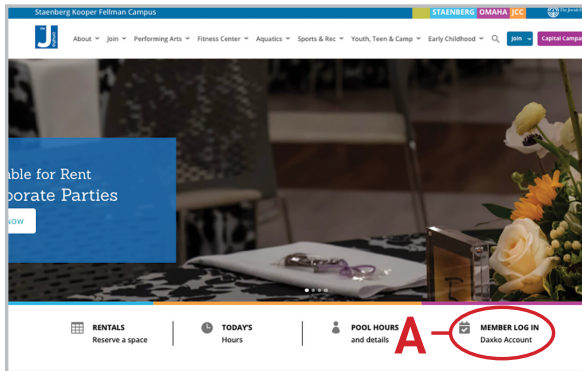 Staenberg Kooper Fellman Campus
STAENBERG OMAHA JCC
the J omaha
About Join Performing Arts Fitness Center Aquatics Sports & Rec Youth, Teen & Camp Early Childhood Join Capital Campa
able for Rent
porate Parties
NOW
RENTALS
Reserve a space
TODAY'S
Hours
POOL HOURS
and details
A
MEMBER LOG IN
Daxko Account